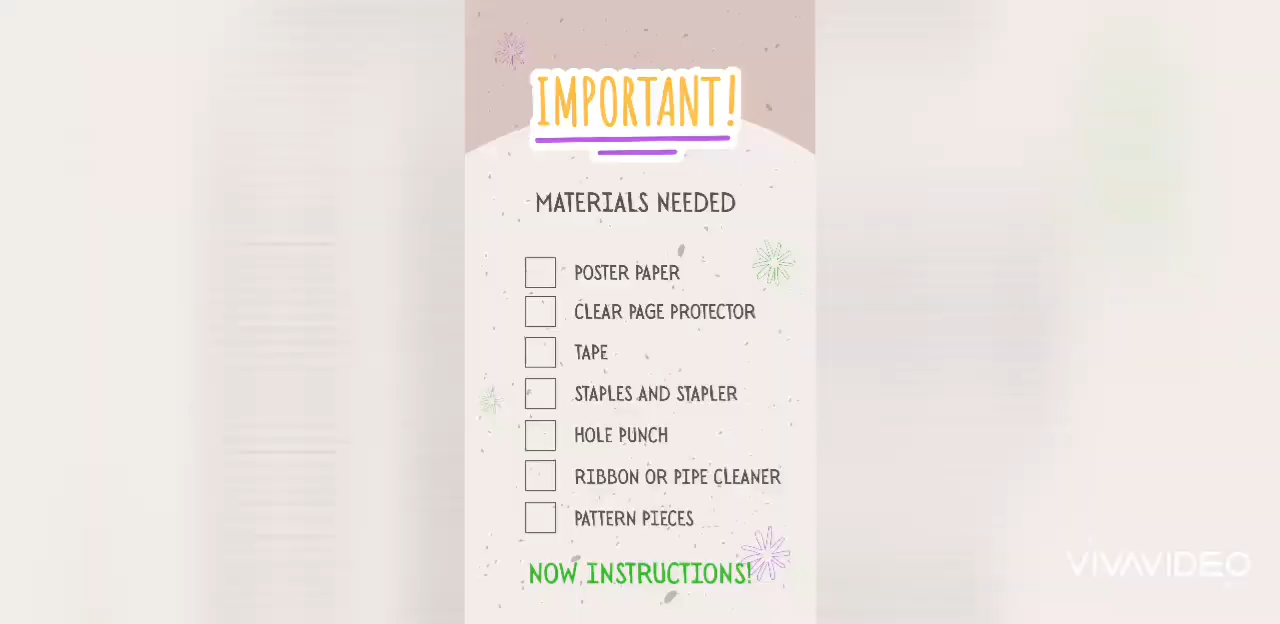 IMPORTANT!
MATERIALS NEEDED
POSTER PAPER
CLEAR PAGE PROTECTOR
TAPE
STAPLES AND STAPLER
HOLE PUNCH
RIBBON OR PIPE CLEANER
PATTERN PIECES
NOW INSTRUCTIONS!
VIVAVIDEO